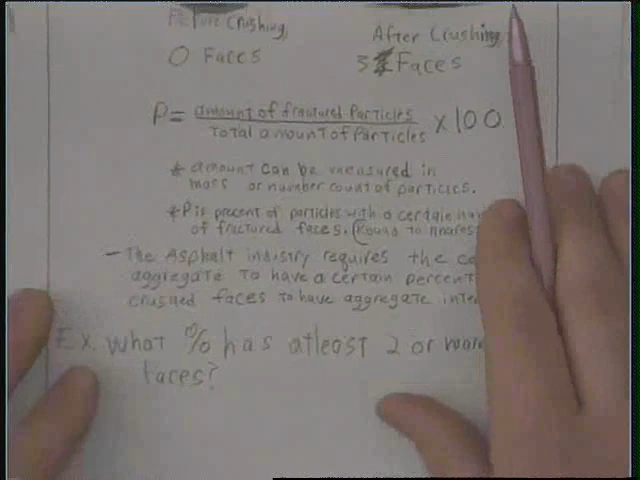 Before Crushing
After Crushing
0 Faces
3 Faces
P = amount of fractured particles
Total amount of particles
x 100
* amount can be measured in
mass or number count of particles.
* P is precent of particles with a certain
of fractured faces. (Round to
- The Asphalt industry requires the
aggregate to have a certain percent
crushed faces to have aggregate
Ex. What % has atleast 2 or more
faces?